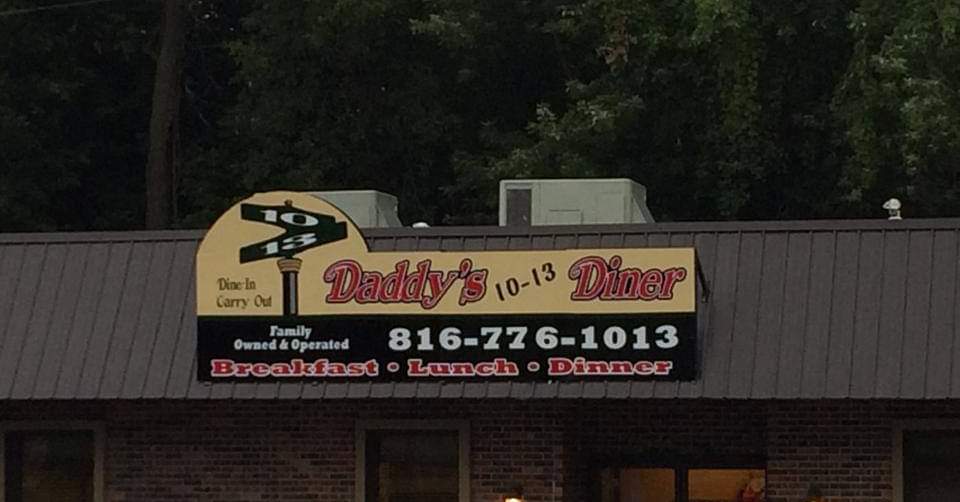 10
13
Dine-In
Carry Out
Daddy's 10-13 Diner
Family
Owned & Operated
816-776-1013
Breakfast • Lunch • Dinner